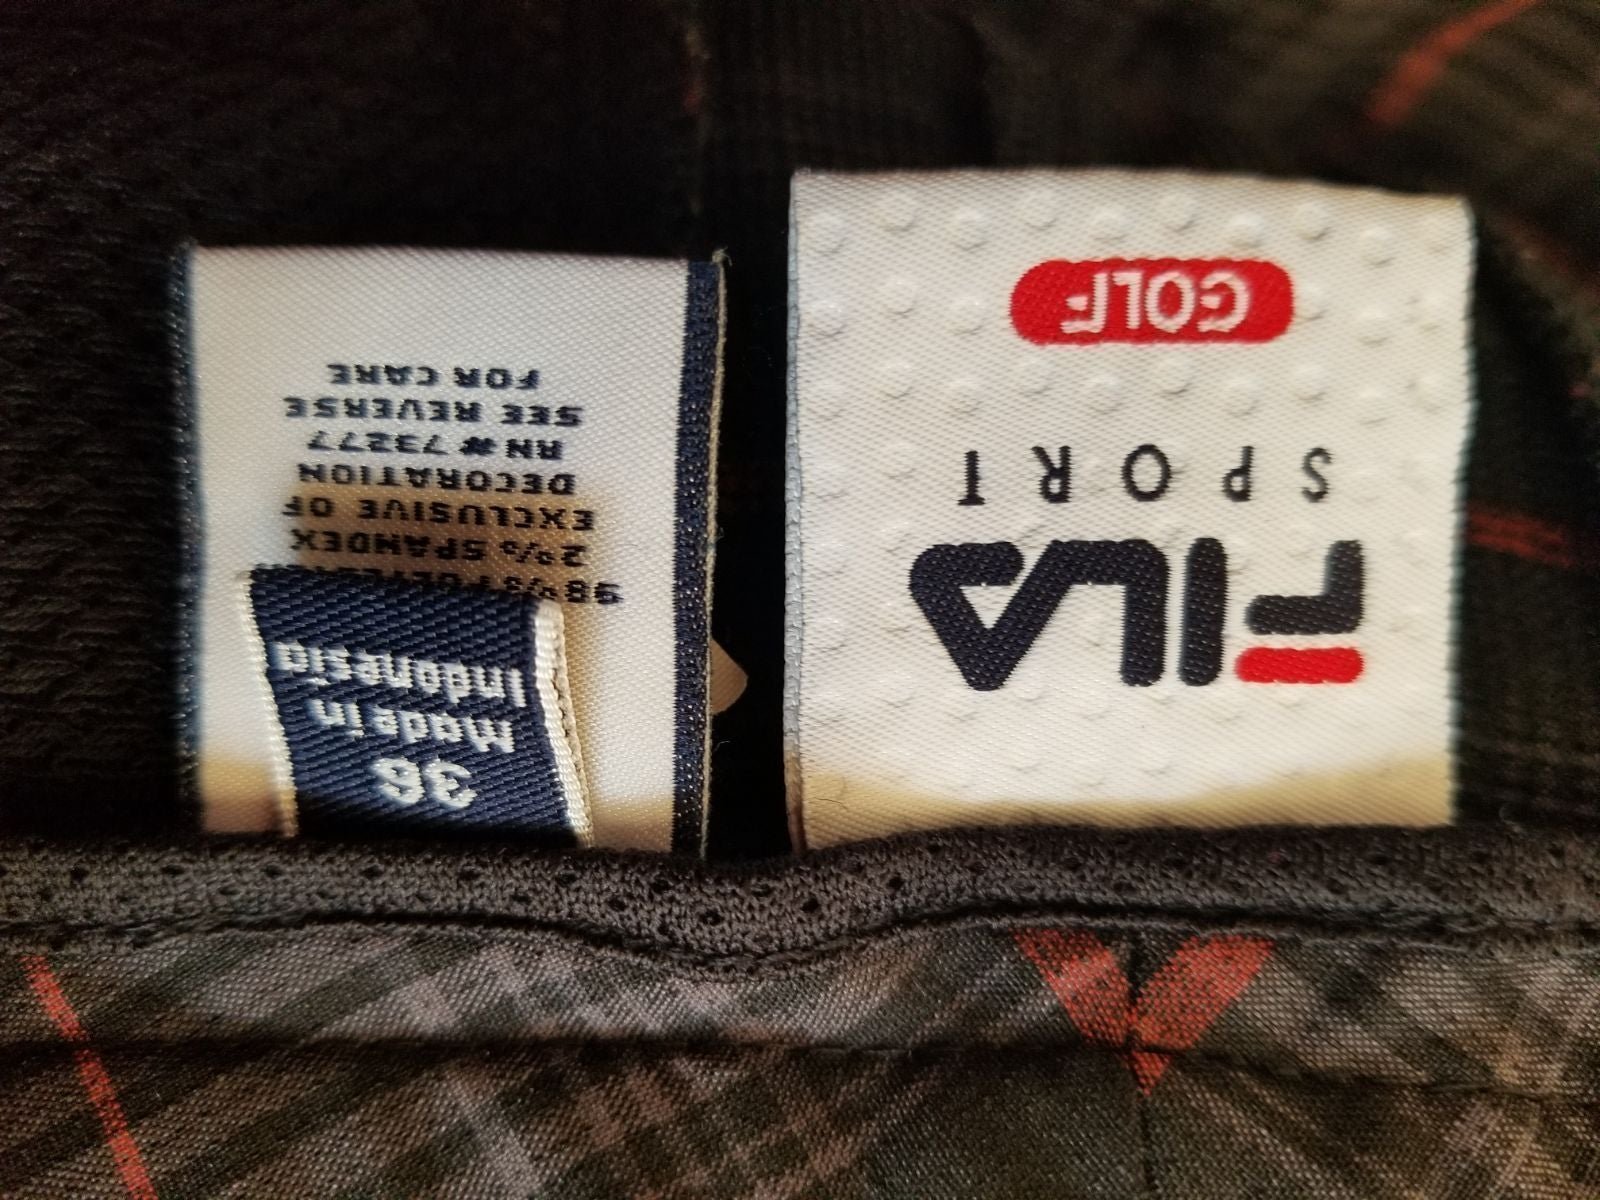 FILA
SPORT
GOLF
36
Made in
Indonesia
98%
2% SPANDEX
EXCLUSIVE OF
DECORATION
RN# 73277
SEE REVERSE
FOR CARE